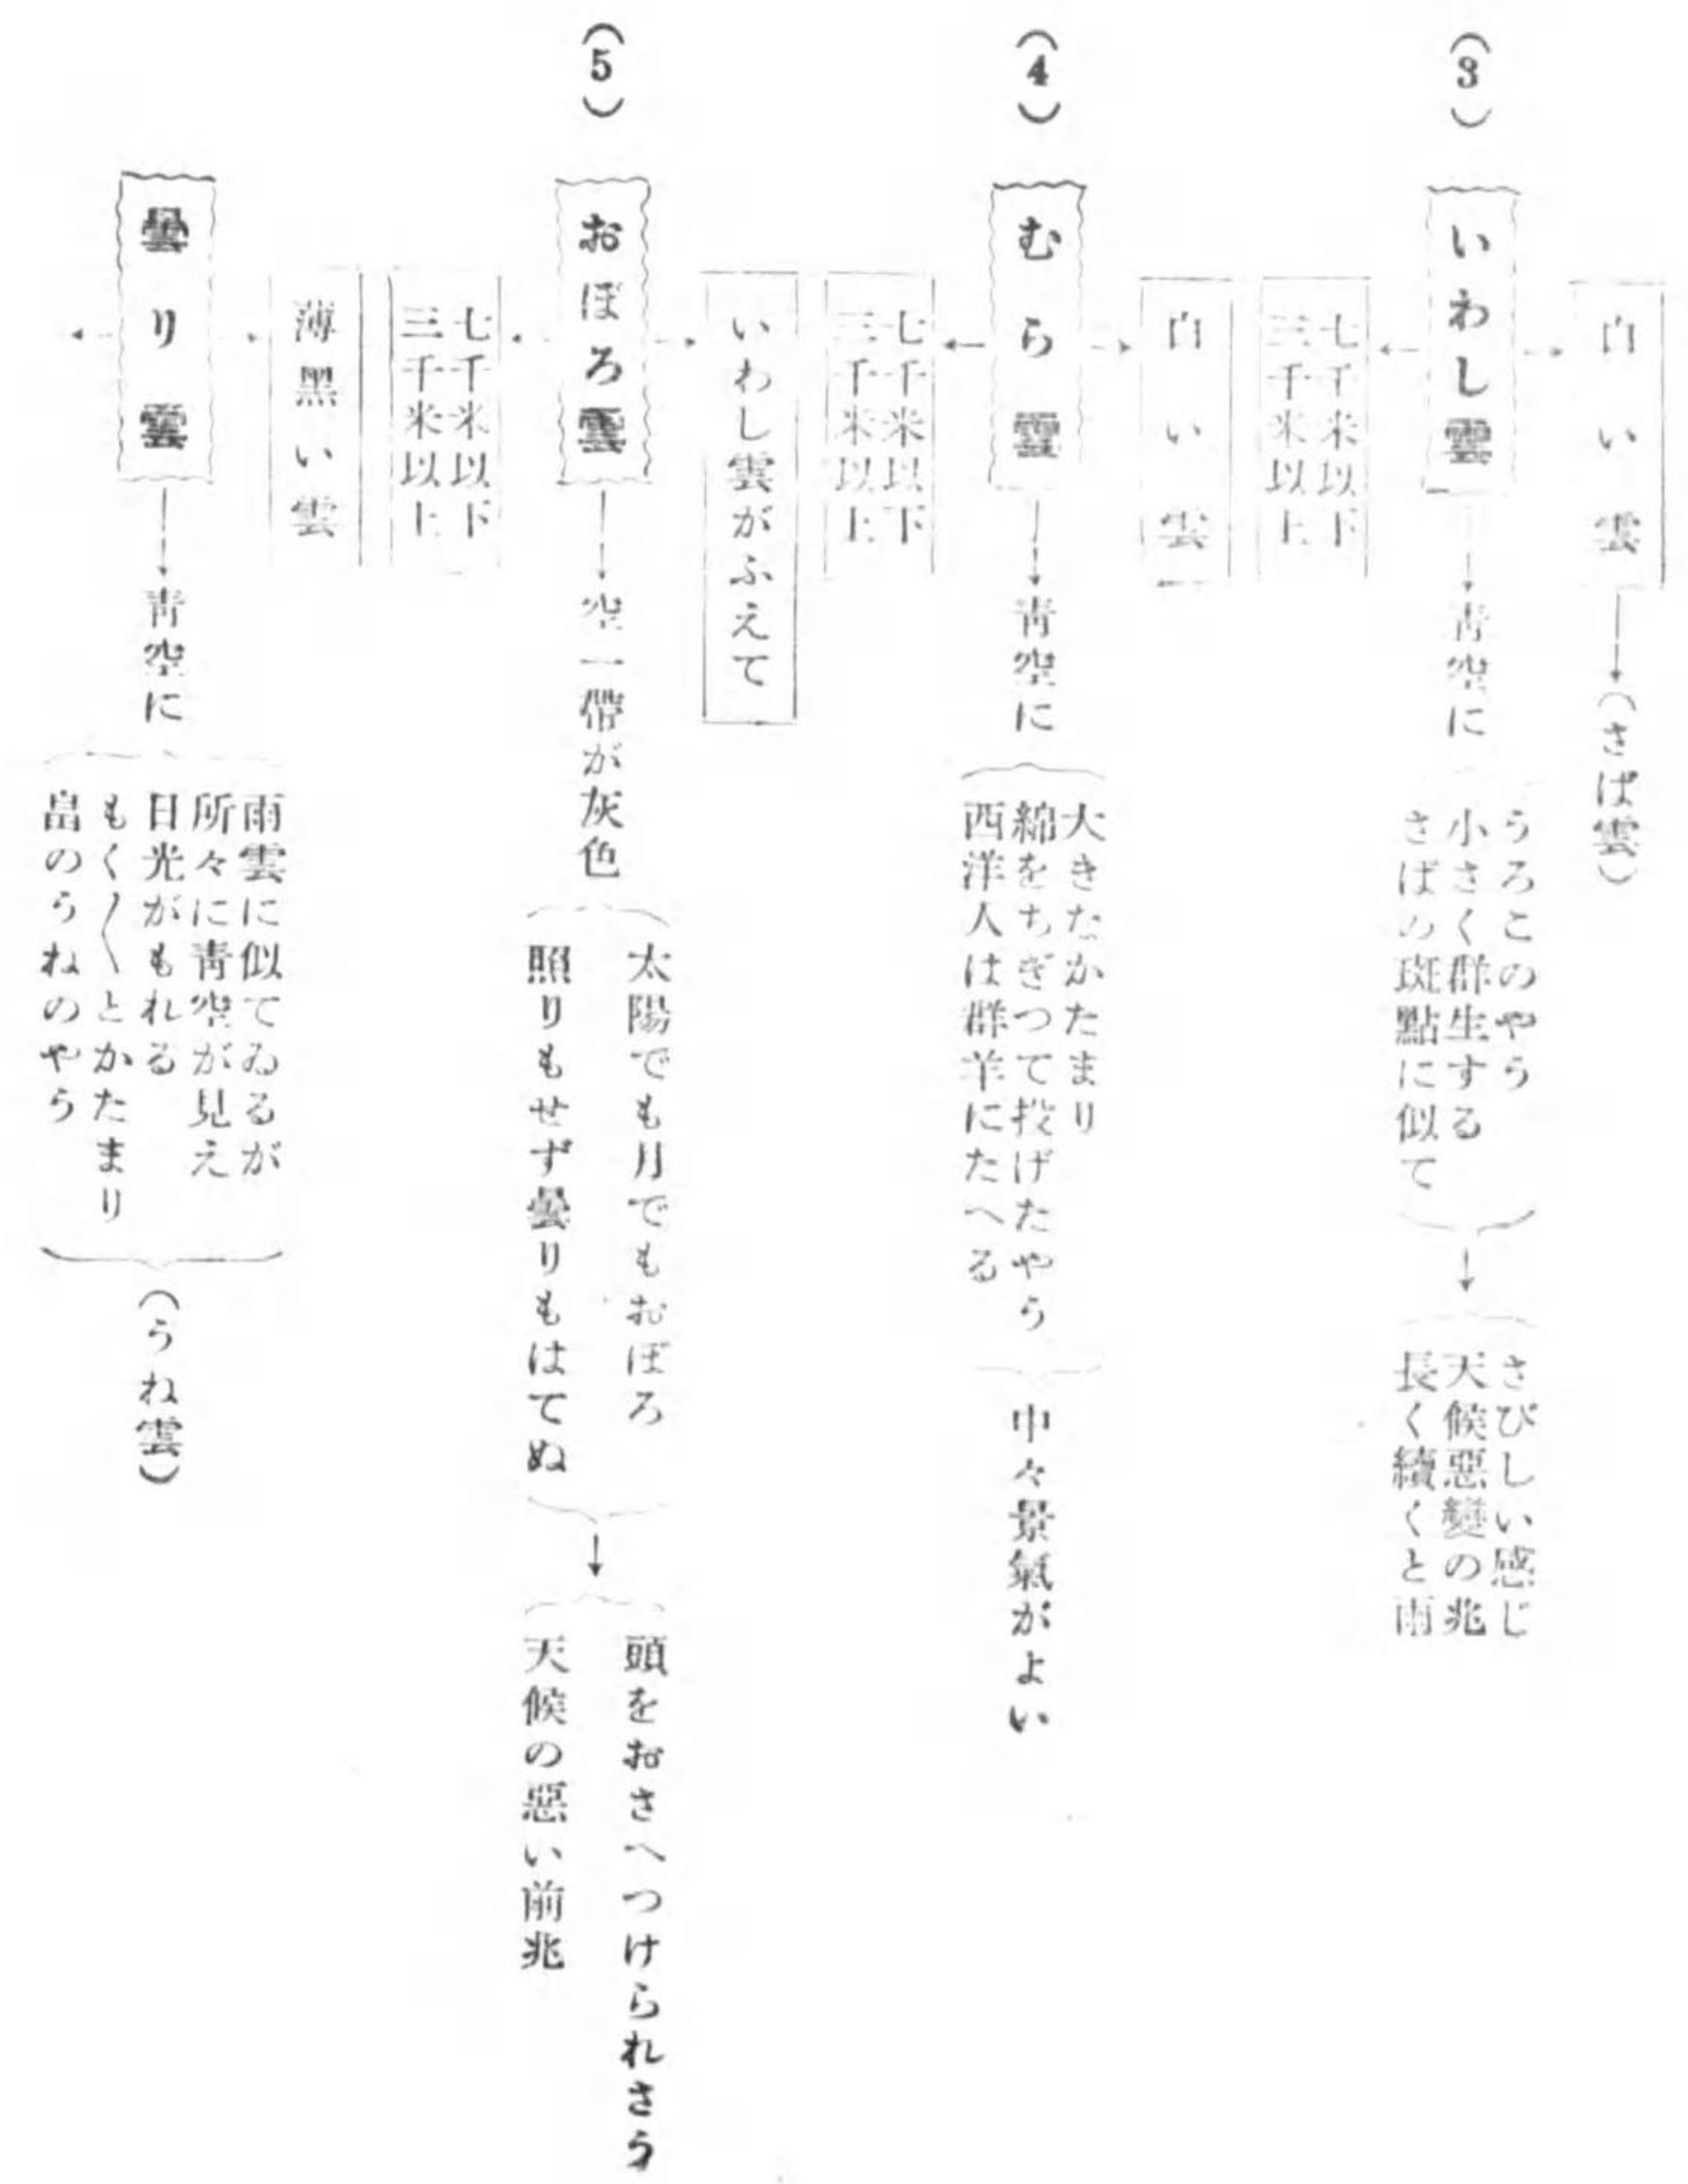 白い雲
(さば雲)
(3)
いわし雲
青空に
うろこのやう
小さく群生する
さばの斑點に似て
さびしい感じ
天候惡變の兆
長く續くと雨
七千米以下
三千米以上
白い雲
(4)
むら雲
青空に
大きなかたまり
綿をちぎつて投げたやう
西洋人は群羊にたへる
中々景氣がよい
七千米以下
三千米以上
いわし雲がふえて
(5)
おぼろ雲
空一帶が灰色
太陽でも月でもおぼろ
照りもせず曇りもはてぬ
頭をおさへつけられさう
天候の惡い前兆
七千米以下
三千米以上
薄黑い雲
曇り雲
青空に
雨雲に似てゐるが
所々に青空が見え
日光がもれる
もく〳〵とかたまり
畠のうねのやう
(うね雲)